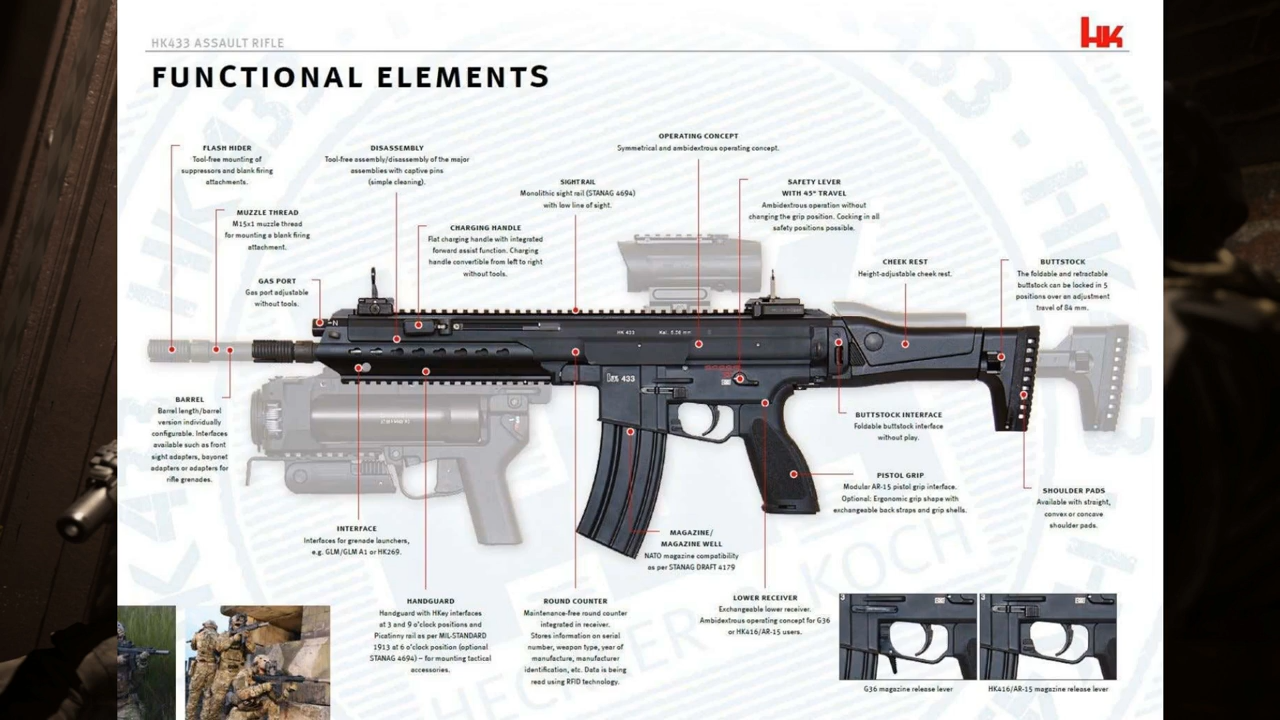 HK433 ASSAULT RIFLE
HK
FUNCTIONAL ELEMENTS
FLASH HIDER
Tool-free mounting of
suppressors and blank firing
attachments.
DISASSEMBLY
Tool-free assembly/disassembly of the major
assemblies with captive pins
(simple cleaning).
OPERATING CONCEPT
Symmetrical and ambidextrous operating concept.
SIGHT RAIL
Monolithic sight rail (STANAG 4694)
with low line of sight.
SAFETY LEVER
WITH 45° TRAVEL
Ambidextrous operation without
changing the grip position. Cocking in all
safety positions possible.
MUZZLE THREAD
M15x1 muzzle thread
for mounting a blank firing
attachment.
CHARGING HANDLE
Flat charging handle with integrated
forward assist function. Charging
handle convertible from left to right
without tools.
GAS PORT
Gas port adjustable
without tools.
CHEEK REST
Height-adjustable cheek rest.
BUTTSTOCK
The foldable and retractable
buttstock can be locked in 5
positions over an adjustment
travel of 84 mm.
N
HK 433 Kal. 5.56 mm
HK 433
BARREL
Barrel length/barrel
version individually
configurable. Interfaces
available such as front
sight adapters, bayonet
adapters or adapters for
rifle grenades.
BUTTSTOCK INTERFACE
Foldable buttstock interface
without play.
PISTOL GRIP
Modular AR-15 pistol grip interface.
Optional: Ergonomic grip shape with
exchangeable back straps and grip shells.
SHOULDER PADS
Available with straight,
convex or concave
shoulder pads.
INTERFACE
Interfaces for grenade launchers,
e.g. GLM/GLM A1 or HK269.
MAGAZINE/
MAGAZINE WELL
NATO magazine compatibility
as per STANAG DRAFT 4179
HANDGUARD
Handguard with HKey interfaces
at 3 and 9 o'clock positions and
Picatinny rail as per MIL-STANDARD
1913 at 6 o'clock position (optional
STANAG 4694) – for mounting tactical
accessories.
ROUND COUNTER
Maintenance-free round counter
integrated in receiver.
Stores information on serial
number, weapon type, year of
manufacture, manufacturer
identification, etc. Data is being
read using RFID technology.
LOWER RECEIVER
Exchangeable lower receiver.
Ambidextrous operating concept for G36
or HK416/AR-15 users.
3
3
G36 magazine release lever
HK416/AR-15 magazine release lever